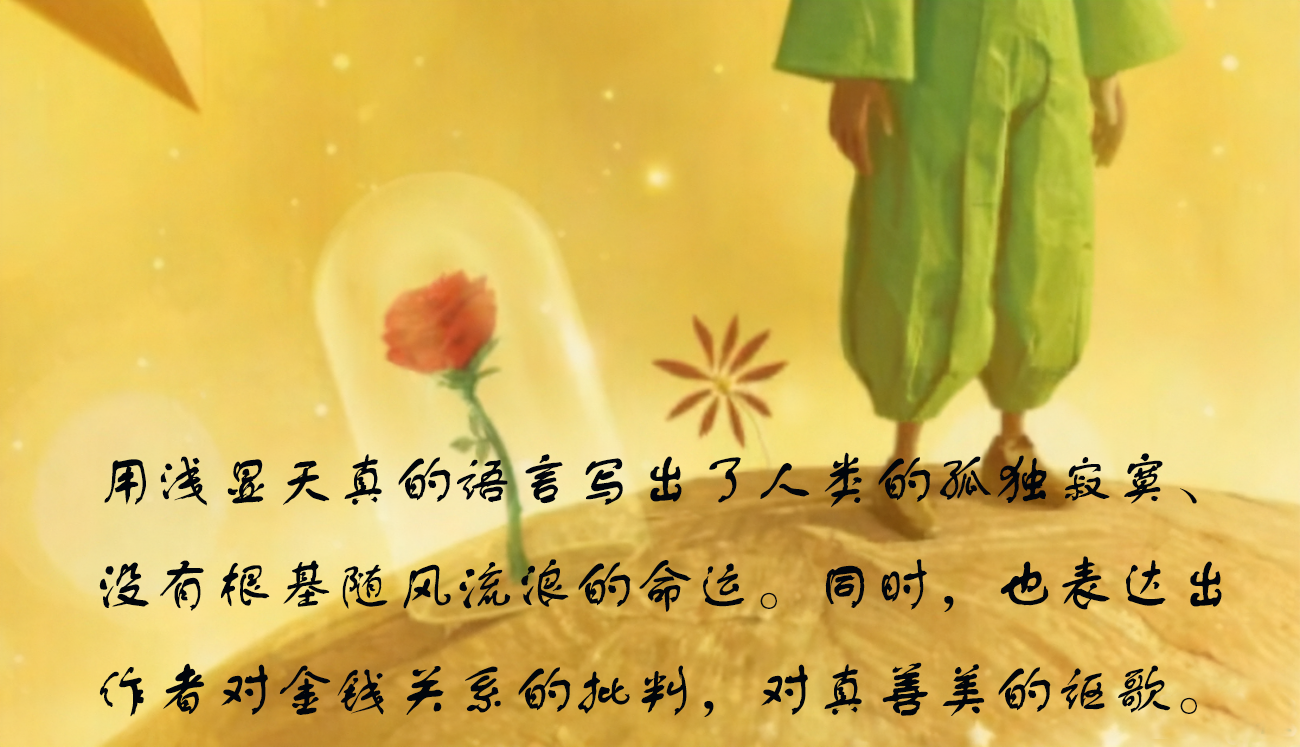 用浅显天真的语言写出了人类的孤独寂寞、
没有根基随风流浪的命运。同时，也表达出
作者对金钱关系的批判，对真善美的讴歌。